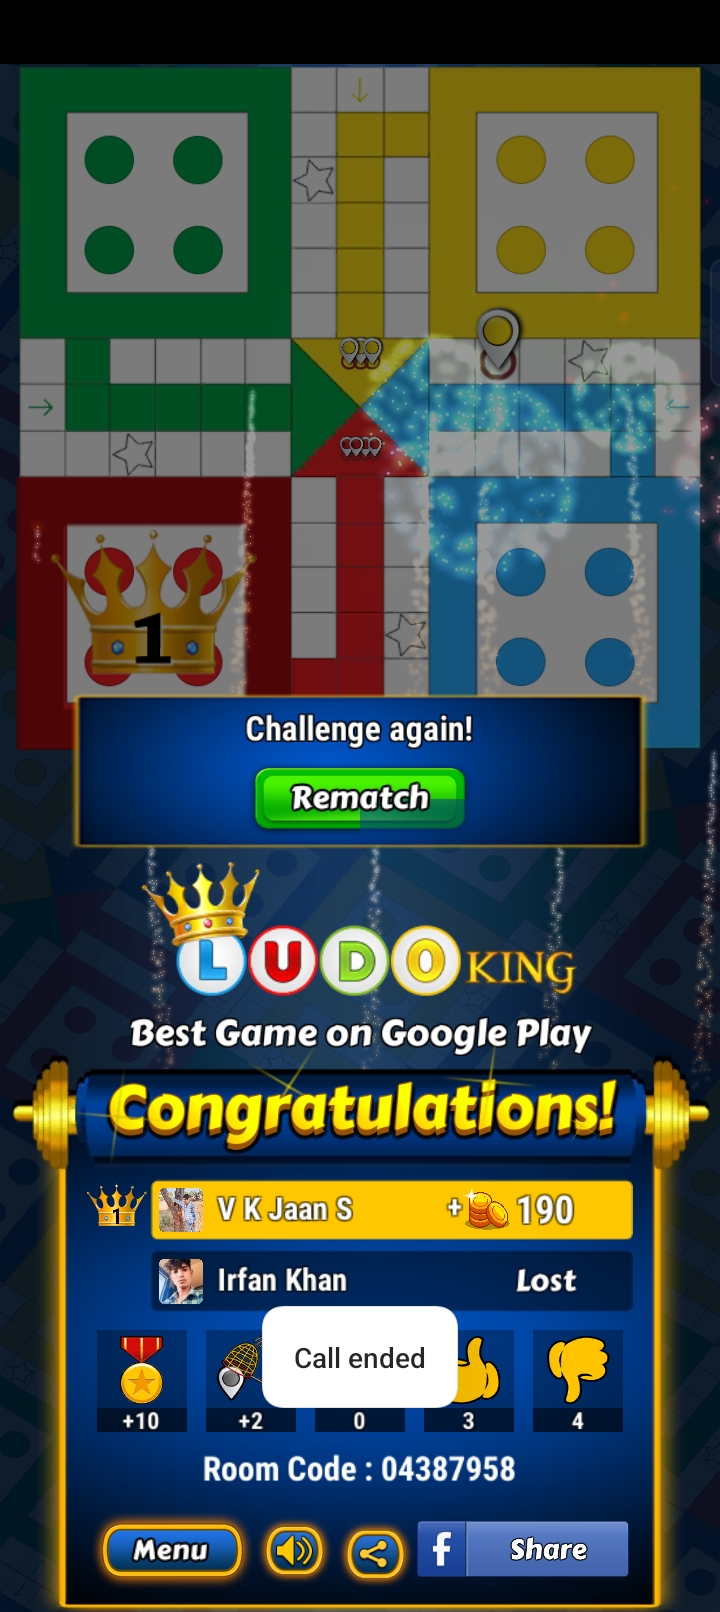 1
Challenge again!
Rematch
LUDO KING
Best Game on Google Play
Congratulations!
1 V K Jaan S + 190
Irfan Khan Lost
Call ended
+10 +2 0 3 4
Room Code : 04387958
Menu f Share